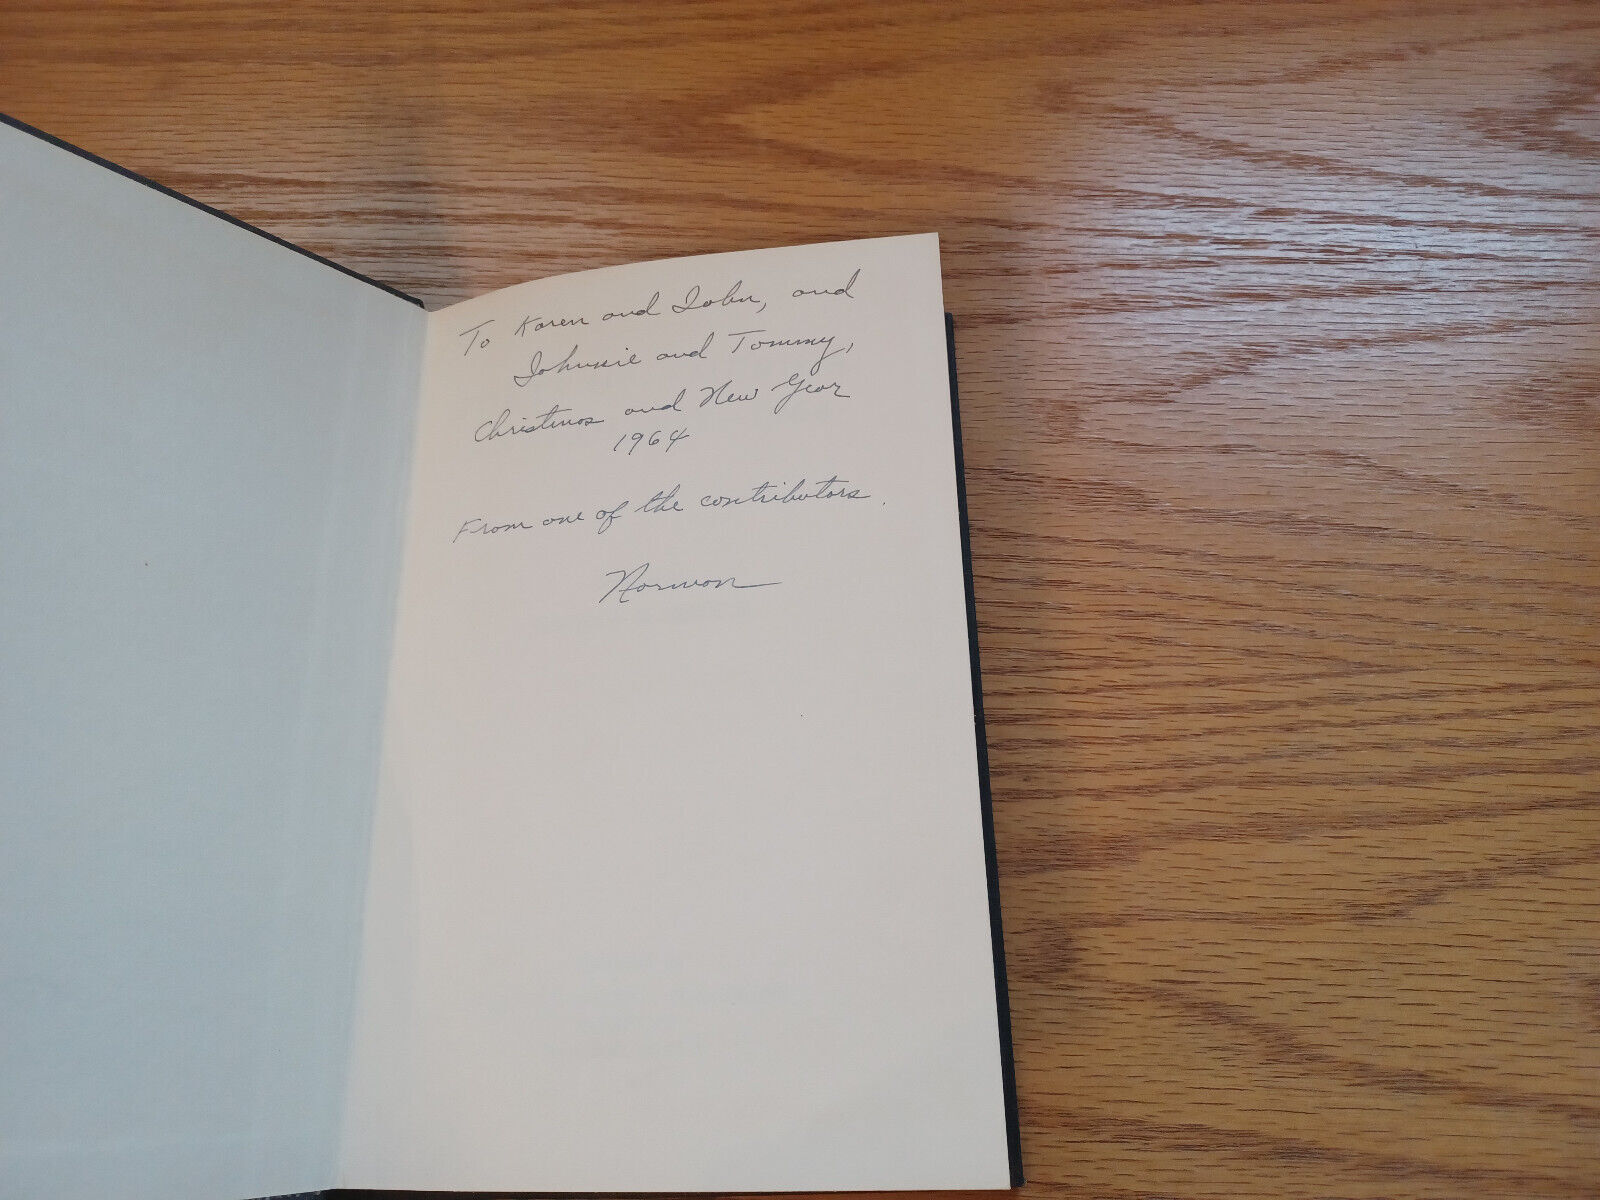 To Karen and John, and
Johnnie and Tommy,
Christmas and New Year
1964
From one of the contributors.
Norman